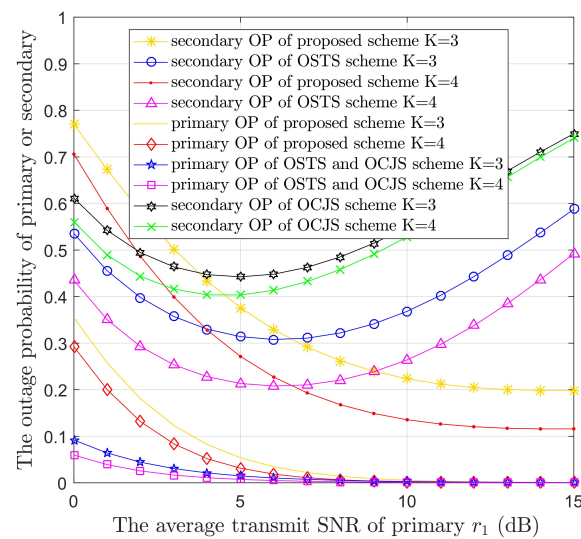 1
0.9
0.8
0.7
0.6
0.5
0.4
0.3
0.2
0.1
0
The outage probability of primary or secondary
secondary OP of proposed scheme K=3
secondary OP of OSTS scheme K=3
secondary OP of proposed scheme K=4
secondary OP of OSTS scheme K=4
primary OP of proposed scheme K=3
primary OP of proposed scheme K=4
primary OP of OSTS and OCJS scheme K=3
primary OP of OSTS and OCJS scheme K=4
secondary OP of OCJS scheme K=3
secondary OP of OCJS scheme K=4
0 5 10 15
The average transmit SNR of primary r₁ (dB)